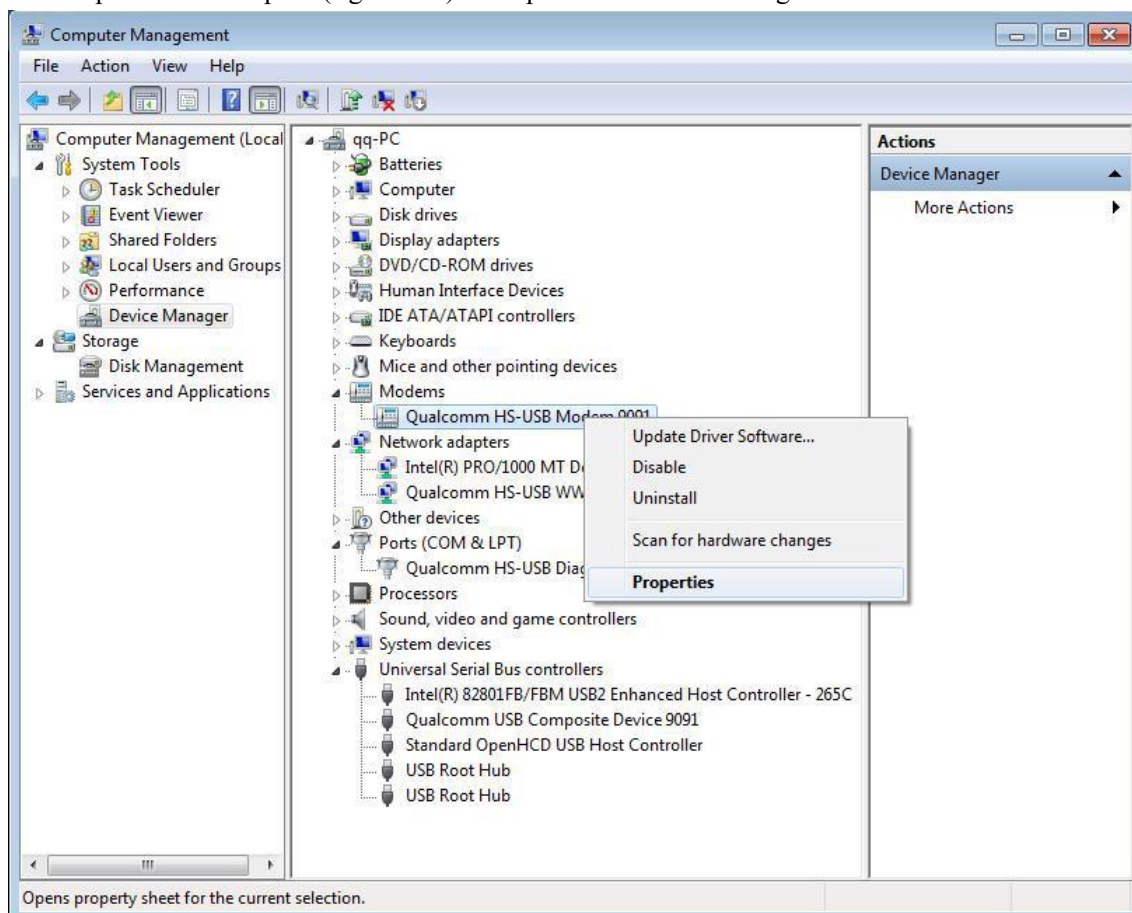 Computer Management
File Action View Help
Computer Management (Local
System Tools
Task Scheduler
Event Viewer
Shared Folders
Local Users and Groups
Performance
Device Manager
Storage
Disk Management
Services and Applications
qq-PC
Batteries
Computer
Disk drives
Display adapters
DVD/CD-ROM drives
Human Interface Devices
IDE ATA/ATAPI controllers
Keyboards
Mice and other pointing devices
Modems
Qualcomm HS-USB Modem 9091
Network adapters
Intel(R) PRO/1000 MT De
Qualcomm HS-USB WW
Other devices
Ports (COM & LPT)
Qualcomm HS-USB Diag
Processors
Sound, video and game controllers
System devices
Universal Serial Bus controllers
Intel(R) 82801FB/FBM USB2 Enhanced Host Controller - 265C
Qualcomm USB Composite Device 9091
Standard OpenHCD USB Host Controller
USB Root Hub
USB Root Hub
Update Driver Software...
Disable
Uninstall
Scan for hardware changes
Properties
Actions
Device Manager
More Actions
Opens property sheet for the current selection.